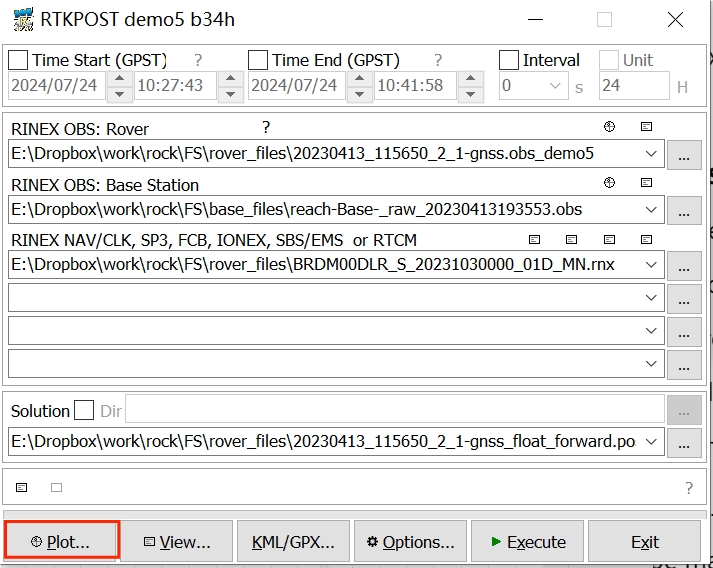 RTKPOST demo5 b34h
Time Start (GPST) ? Time End (GPST) ? Interval Unit
2024/07/24 10:27:43 2024/07/24 10:41:58 0 s 24 H
RINEX OBS: Rover ?
E:\Dropbox\work\rock\FS\rover_files\20230413_115650_2_1-gnss.obs_demo5 ...
RINEX OBS: Base Station
E:\Dropbox\work\rock\FS\base_files\reach-Base-_raw_20230413193553.obs ...
RINEX NAV/CLK, SP3, FCB, IONEX, SBS/EMS or RTCM
E:\Dropbox\work\rock\FS\rover_files\BRDM00DLR_S_20231030000_01D_MN.rnx ...
...
...
...
Solution Dir ...
E:\Dropbox\work\rock\FS\rover_files\20230413_115650_2_1-gnss_float_forward.po ...
?
Plot... View... KML/GPX... Options... Execute Exit